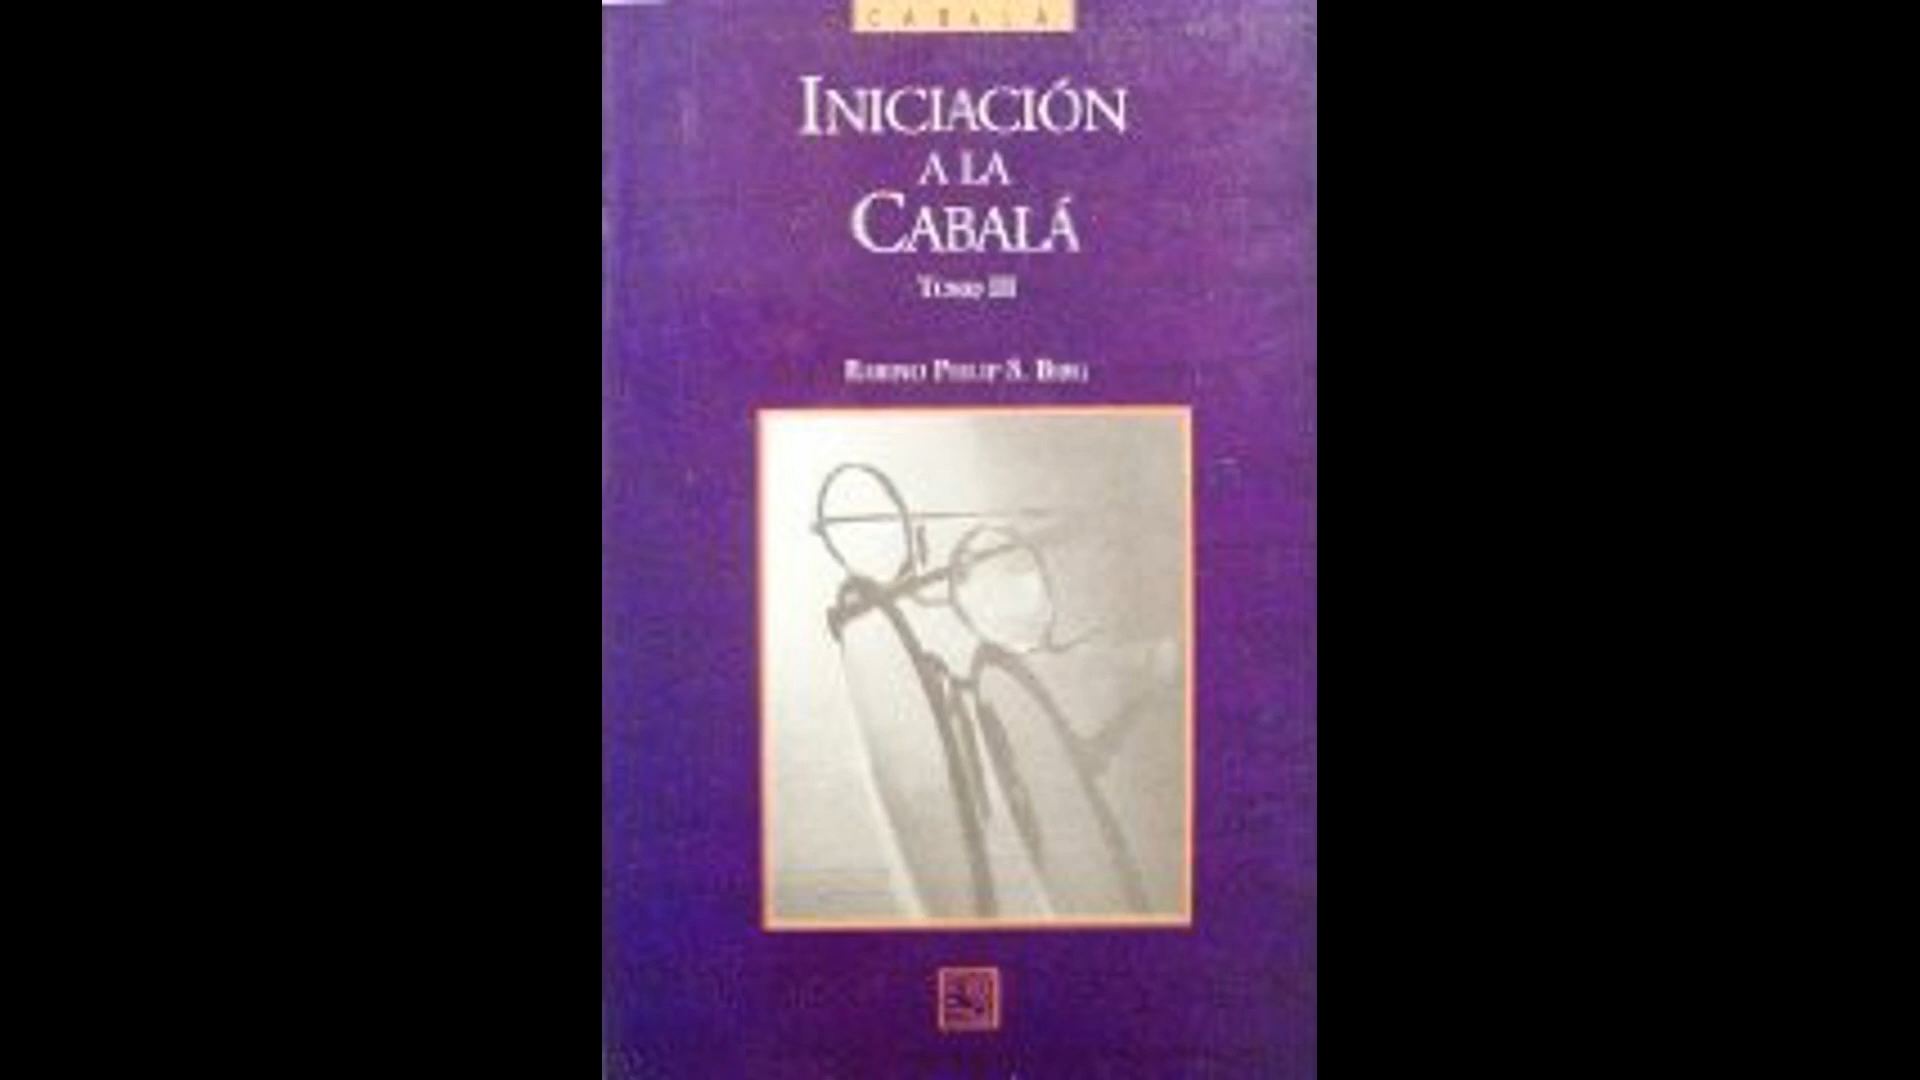 CABALÁ
INICIACIÓN
A LA
CABALÁ
TOMO III
RABINO PHILIP S. BERG